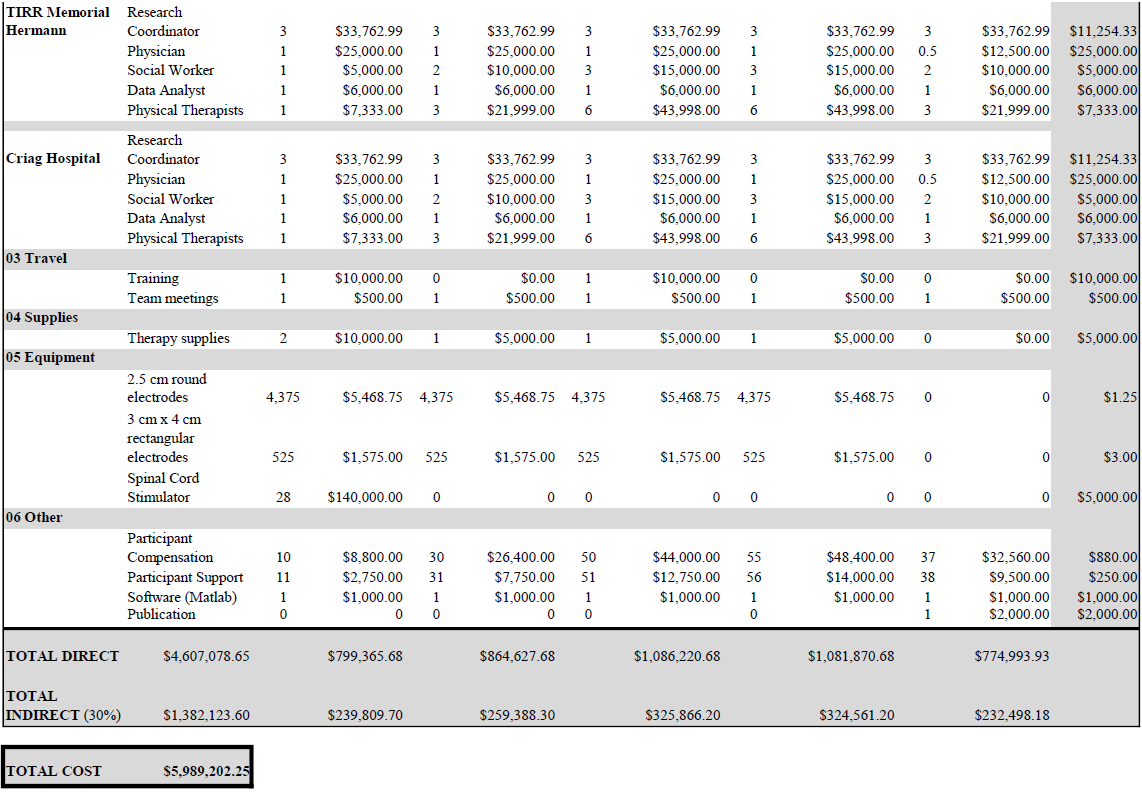 TIRR Memorial Research
Hermann Coordinator 3 $33,762.99 3 $33,762.99 3 $33,762.99 3 $33,762.99 3 $33,762.99 $11,254.33
Physician 1 $25,000.00 1 $25,000.00 1 $25,000.00 1 $25,000.00 0.5 $12,500.00 $25,000.00
Social Worker 1 $5,000.00 2 $10,000.00 3 $15,000.00 3 $15,000.00 2 $10,000.00 $5,000.00
Data Analyst 1 $6,000.00 1 $6,000.00 1 $6,000.00 1 $6,000.00 1 $6,000.00 $6,000.00
Physical Therapists 1 $7,333.00 3 $21,999.00 6 $43,998.00 6 $43,998.00 3 $21,999.00 $7,333.00
Research
Criag Hospital Coordinator 3 $33,762.99 3 $33,762.99 3 $33,762.99 3 $33,762.99 3 $33,762.99 $11,254.33
Physician 1 $25,000.00 1 $25,000.00 1 $25,000.00 1 $25,000.00 0.5 $12,500.00 $25,000.00
Social Worker 1 $5,000.00 2 $10,000.00 3 $15,000.00 3 $15,000.00 2 $10,000.00 $5,000.00
Data Analyst 1 $6,000.00 1 $6,000.00 1 $6,000.00 1 $6,000.00 1 $6,000.00 $6,000.00
Physical Therapists 1 $7,333.00 3 $21,999.00 6 $43,998.00 6 $43,998.00 3 $21,999.00 $7,333.00
03 Travel
Training 1 $10,000.00 0 $0.00 1 $10,000.00 0 $0.00 0 $0.00 $10,000.00
Team meetings 1 $500.00 1 $500.00 1 $500.00 1 $500.00 1 $500.00 $500.00
04 Supplies
Therapy supplies 2 $10,000.00 1 $5,000.00 1 $5,000.00 1 $5,000.00 0 $0.00 $5,000.00
05 Equipment
2.5 cm round
electrodes 4,375 $5,468.75 4,375 $5,468.75 4,375 $5,468.75 4,375 $5,468.75 0 0 $1.25
3 cm x 4 cm
rectangular
electrodes 525 $1,575.00 525 $1,575.00 525 $1,575.00 525 $1,575.00 0 0 $3.00
Spinal Cord
Stimulator 28 $140,000.00 0 0 0 0 0 0 0 0 $5,000.00
06 Other
Participant
Compensation 10 $8,800.00 30 $26,400.00 50 $44,000.00 55 $48,400.00 37 $32,560.00 $880.00
Participant Support 11 $2,750.00 31 $7,750.00 51 $12,750.00 56 $14,000.00 38 $9,500.00 $250.00
Software (Matlab) 1 $1,000.00 1 $1,000.00 1 $1,000.00 1 $1,000.00 1 $1,000.00 $1,000.00
Publication 0 0 0 0 0 0 1 $2,000.00 $2,000.00
TOTAL DIRECT $4,607,078.65 $799,365.68 $864,627.68 $1,086,220.68 $1,081,870.68 $774,993.93
TOTAL
INDIRECT (30%) $1,382,123.60 $239,809.70 $259,388.30 $325,866.20 $324,561.20 $232,498.18
TOTAL COST $5,989,202.25